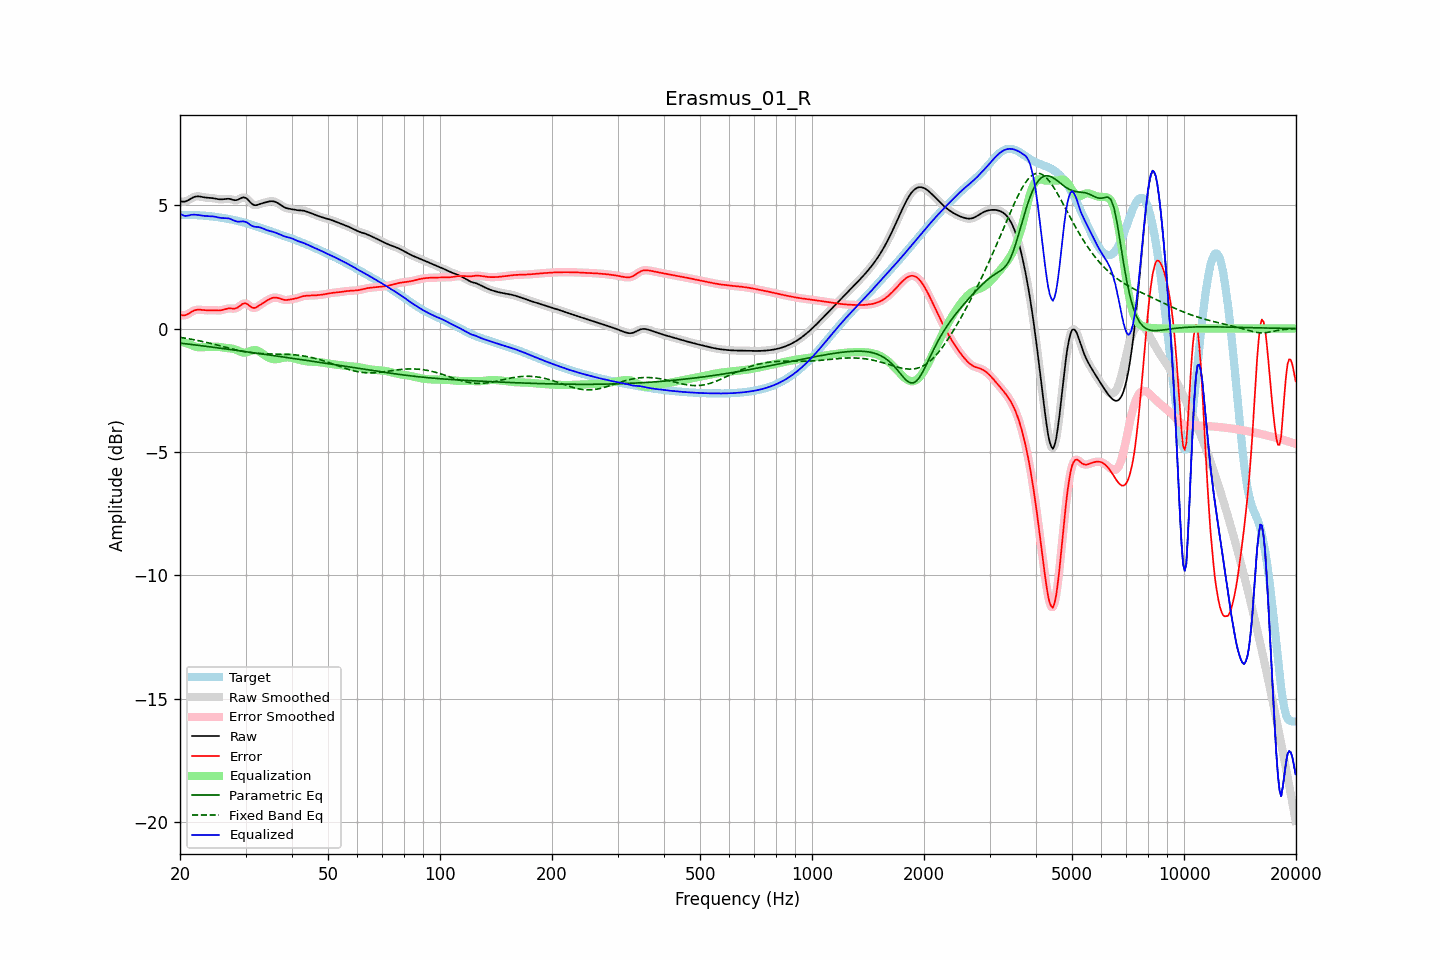 Erasmus_01_R
Amplitude (dBr)
5
0
−5
−10
−15
−20
Target
Raw Smoothed
Error Smoothed
Raw
Error
Equalization
Parametric Eq
Fixed Band Eq
Equalized
20 50 100 200 500 1000 2000 5000 10000 20000
Frequency (Hz)